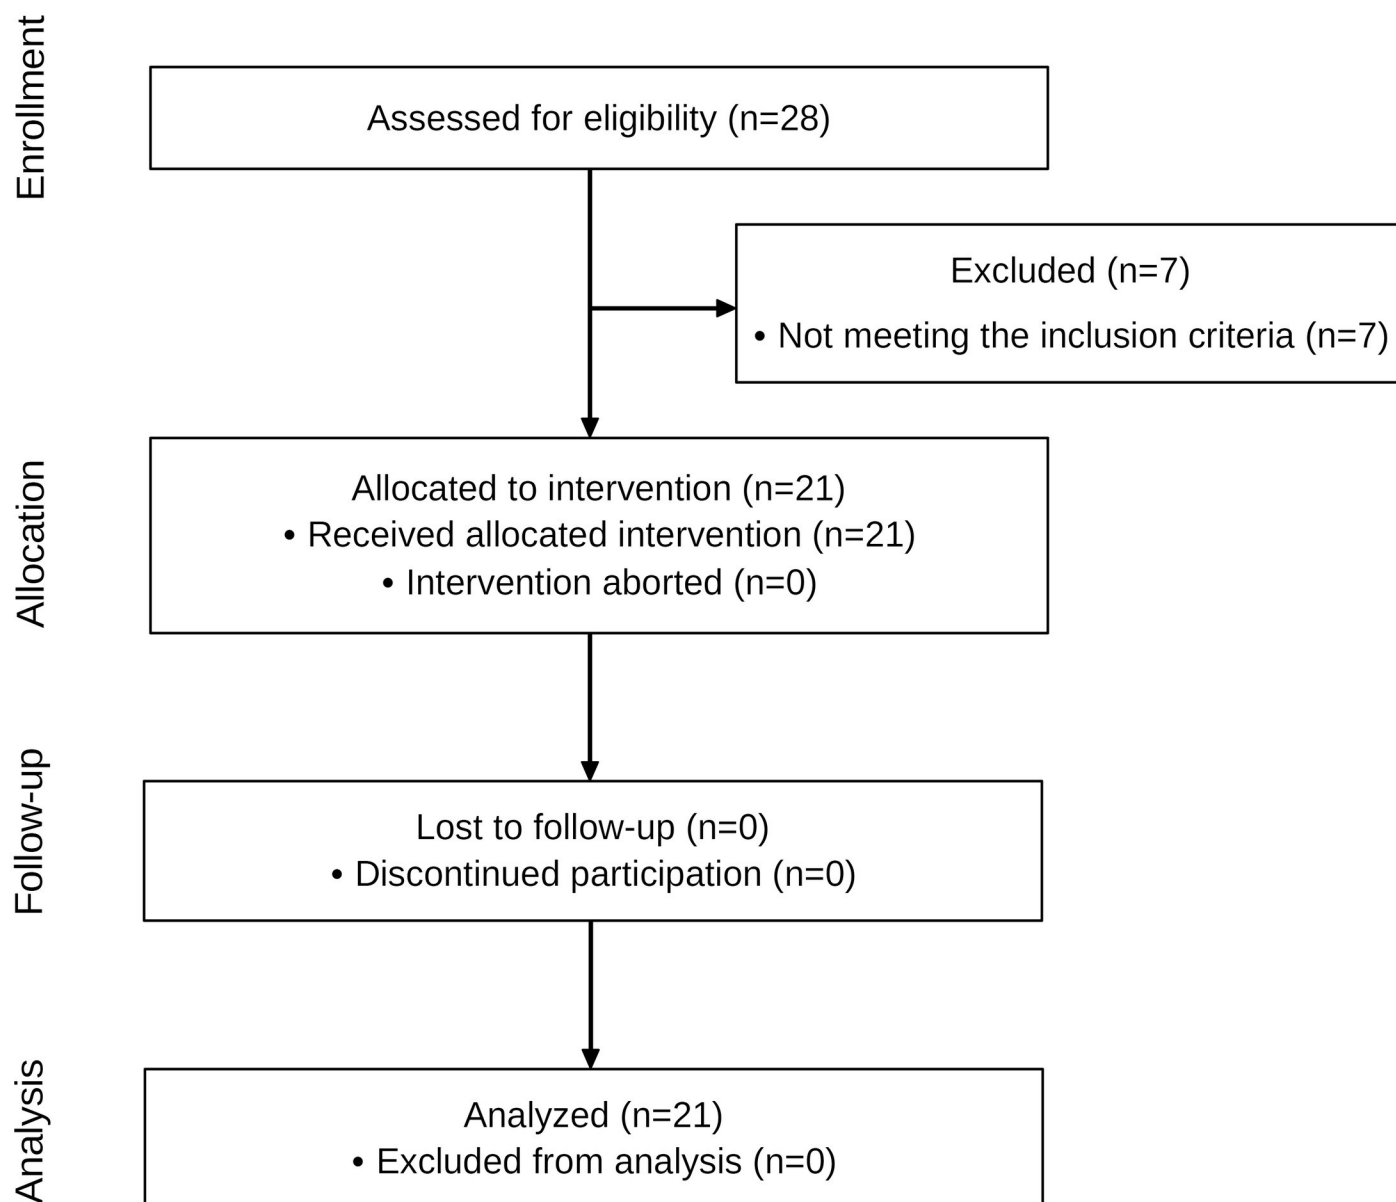 Enrollment
Assessed for eligibility (n=28)
Excluded (n=7)
• Not meeting the inclusion criteria (n=7)
Allocation
Allocated to intervention (n=21)
• Received allocated intervention (n=21)
• Intervention aborted (n=0)
Follow-up
Lost to follow-up (n=0)
• Discontinued participation (n=0)
Analysis
Analyzed (n=21)
• Excluded from analysis (n=0)